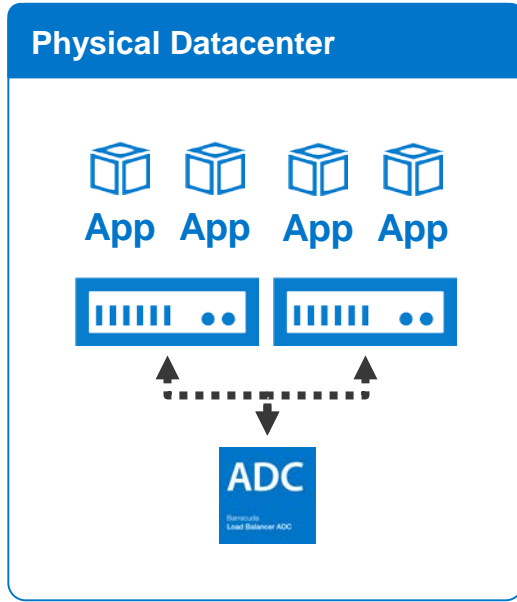 Physical Datacenter
App App App App
ADC
Barracuda
Load Balancer ADC